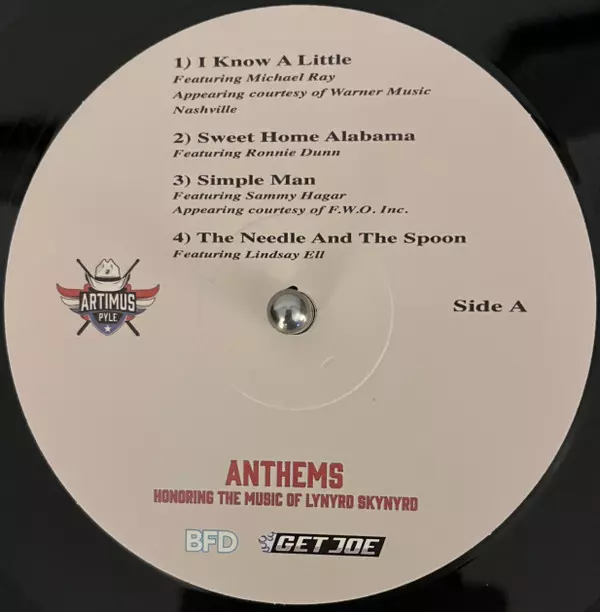 1) I Know A Little
Featuring Michael Ray
Appearing courtesy of Warner Music
Nashville
2) Sweet Home Alabama
Featuring Ronnie Dunn
3) Simple Man
Featuring Sammy Hagar
Appearing courtesy of F.W.O. Inc.
4) The Needle And The Spoon
Featuring Lindsay Ell
ARTIMUS
PYLE
Side A
ANTHEMS
HONORING THE MUSIC OF LYNYRD SKYNYRD
BFD
GET JOE